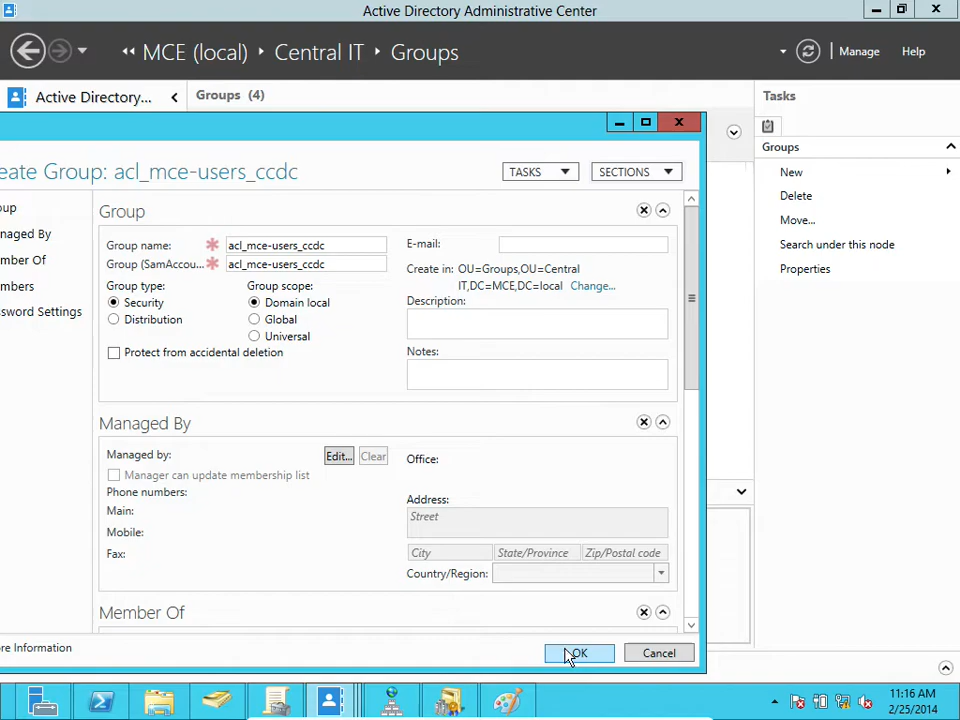 Active Directory Administrative Center
MCE (local) Central IT Groups
Manage Help
Active Directory...
Groups (4)
Tasks
Groups
New
Delete
Move...
Search under this node
Properties
eate Group: acl_mce-users_ccdc
TASKS
SECTIONS
up
naged By
mber Of
mbers
sword Settings
Group
Group name: acl_mce-users_ccdc
Group (SamAccou... acl_mce-users_ccdc
Group type:
Security
Distribution
Group scope:
Domain local
Global
Universal
Protect from accidental deletion
E-mail:
Create in: OU=Groups,OU=Central
IT,DC=MCE,DC=local Change...
Description:
Notes:
Managed By
Managed by:
Edit...
Clear
Manager can update membership list
Phone numbers:
Main:
Mobile:
Fax:
Office:
Address:
Street
City State/Province Zip/Postal code
Country/Region:
Member Of
re Information
OK
Cancel
11:16 AM
2/25/2014